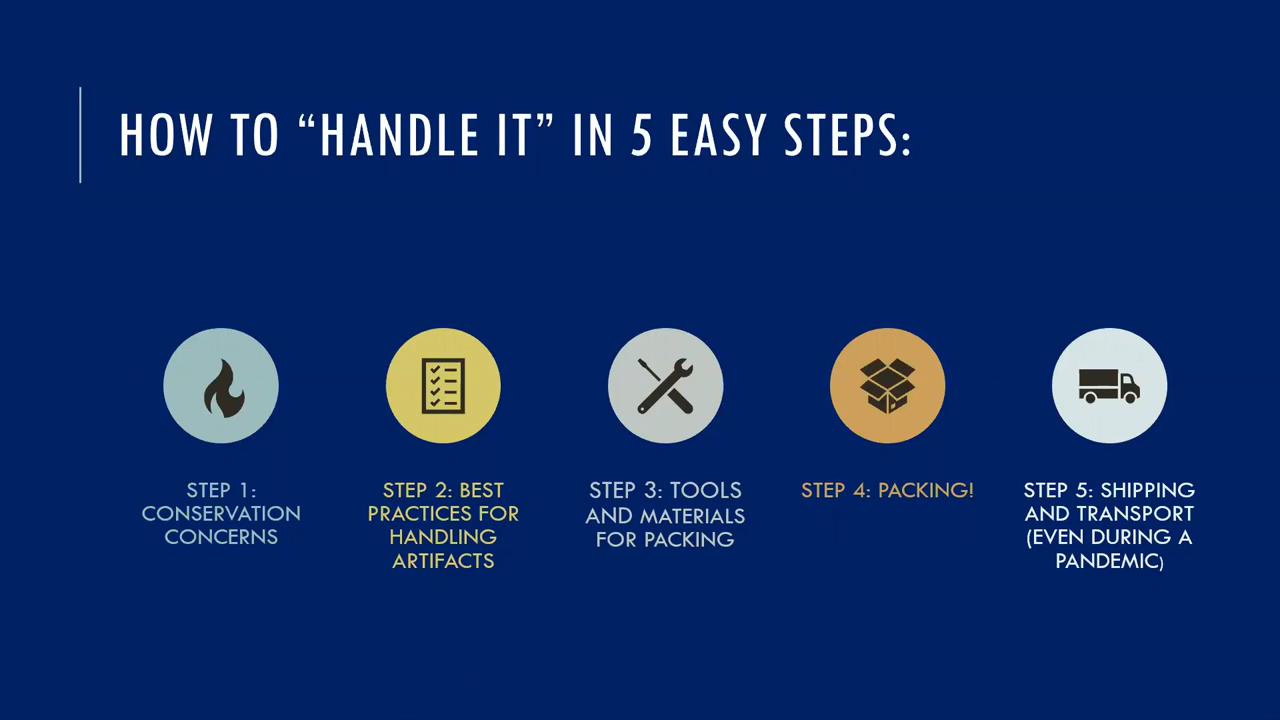 HOW TO “HANDLE IT” IN 5 EASY STEPS:
STEP 1:
CONSERVATION
CONCERNS
STEP 2: BEST
PRACTICES FOR
HANDLING
ARTIFACTS
STEP 3: TOOLS
AND MATERIALS
FOR PACKING
STEP 4: PACKING!
STEP 5: SHIPPING
AND TRANSPORT
(EVEN DURING A
PANDEMIC)